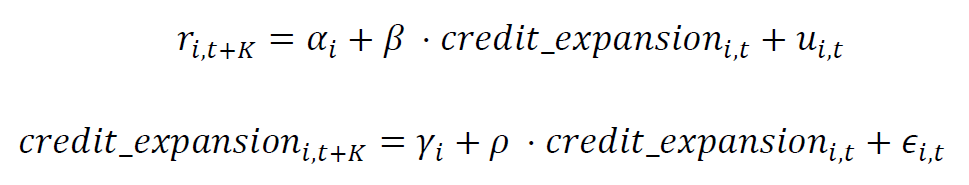 r_{i,t+K} = α_i + β · credit_expansion_{i,t} + u_{i,t}
credit_expansion_{i,t+K} = γ_i + ρ · credit_expansion_{i,t} + ϵ_{i,t}